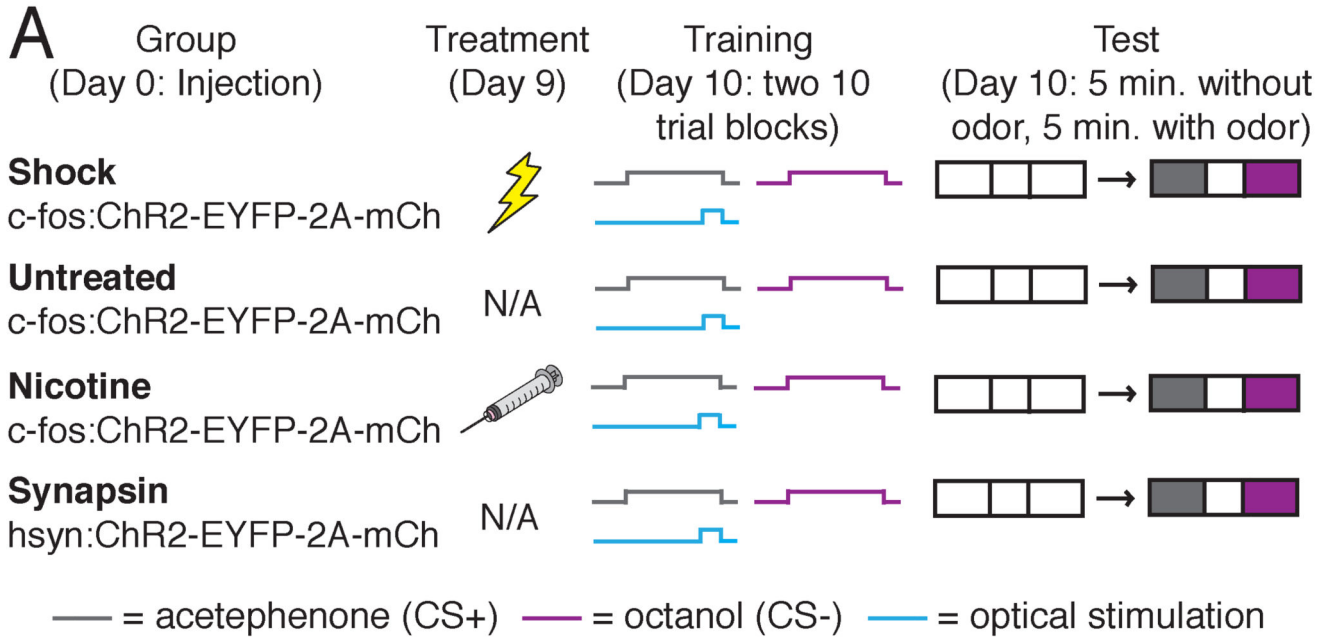 A
Group Treatment Training Test
(Day 0: Injection) (Day 9) (Day 10: two 10 (Day 10: 5 min. without
trial blocks) odor, 5 min. with odor)
Shock
c-fos:ChR2-EYFP-2A-mCh
Untreated
c-fos:ChR2-EYFP-2A-mCh N/A
Nicotine
c-fos:ChR2-EYFP-2A-mCh
Synapsin
hsyn:ChR2-EYFP-2A-mCh N/A
= acetephenone (CS+) = octanol (CS-) = optical stimulation